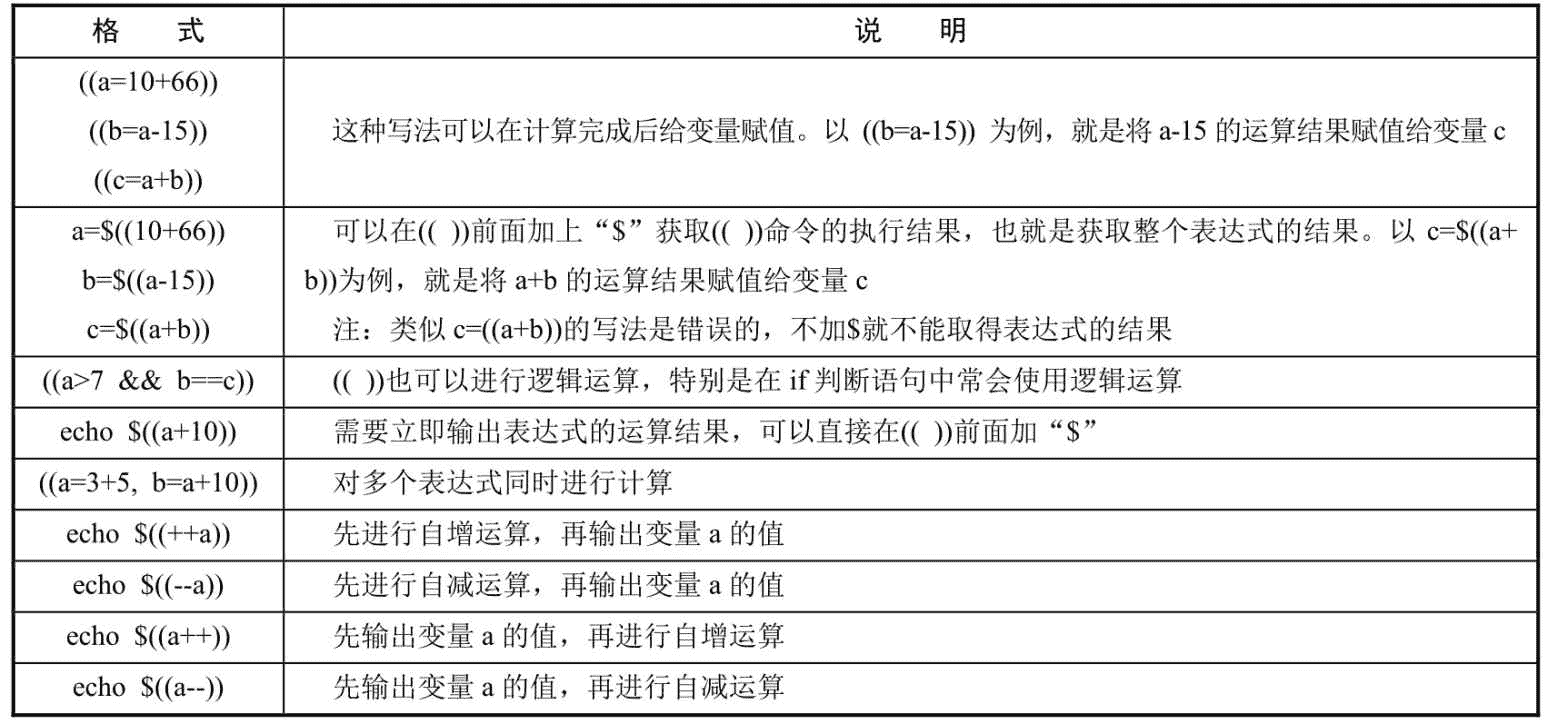 格 式
说 明
((a=10+66))
((b=a-15))
((c=a+b))
这种写法可以在计算完成后给变量赋值。以 ((b=a-15)) 为例，就是将 a-15 的运算结果赋值给变量 c
a=$((10+66))
b=$((a-15))
c=$((a+b))
可以在(( ))前面加上“$”获取(( ))命令的执行结果，也就是获取整个表达式的结果。以 c=$((a+
b))为例，就是将 a+b 的运算结果赋值给变量 c
注：类似 c=((a+b))的写法是错误的，不加$就不能取得表达式的结果
((a>7 && b==c))
(( ))也可以进行逻辑运算，特别是在 if 判断语句中常会使用逻辑运算
echo $((a+10))
需要立即输出表达式的运算结果，可以直接在(( ))前面加“$”
((a=3+5, b=a+10))
对多个表达式同时进行计算
echo $((++a))
先进行自增运算，再输出变量 a 的值
echo $((--a))
先进行自减运算，再输出变量 a 的值
echo $((a++))
先输出变量 a 的值，再进行自增运算
echo $((a--))
先输出变量 a 的值，再进行自减运算